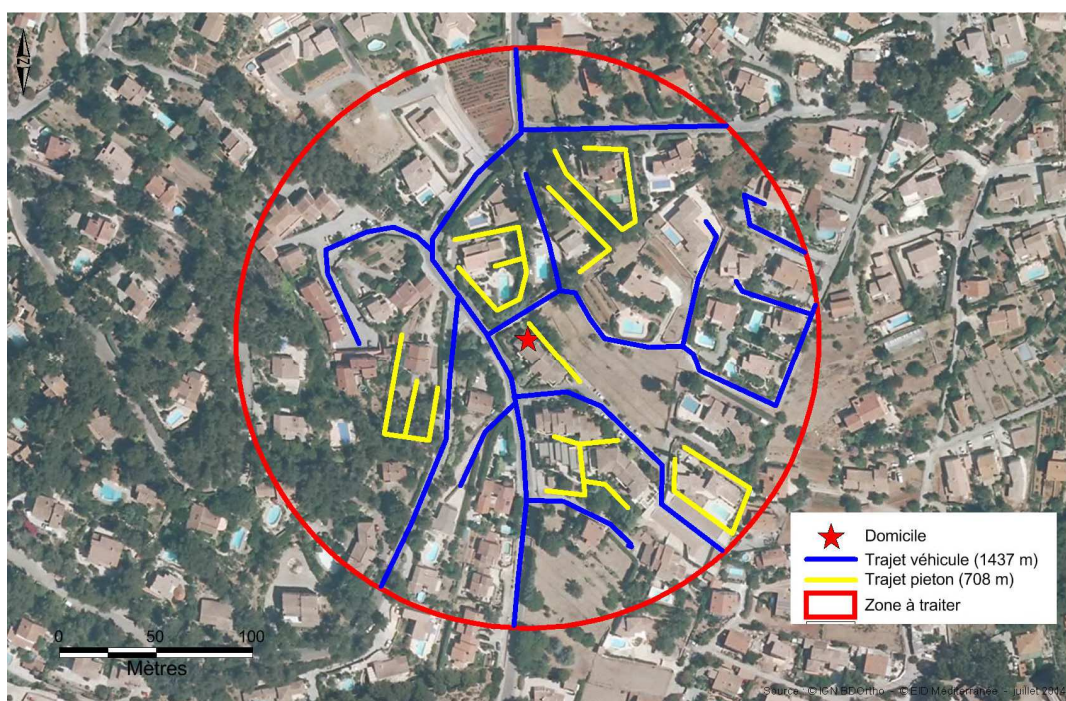 N
Domicile
Trajet véhicule (1437 m)
Trajet pieton (708 m)
Zone à traiter
0 50 100
Mètres
Source : © IGN BDOrtho - © EID Méditerranée - juillet 2014